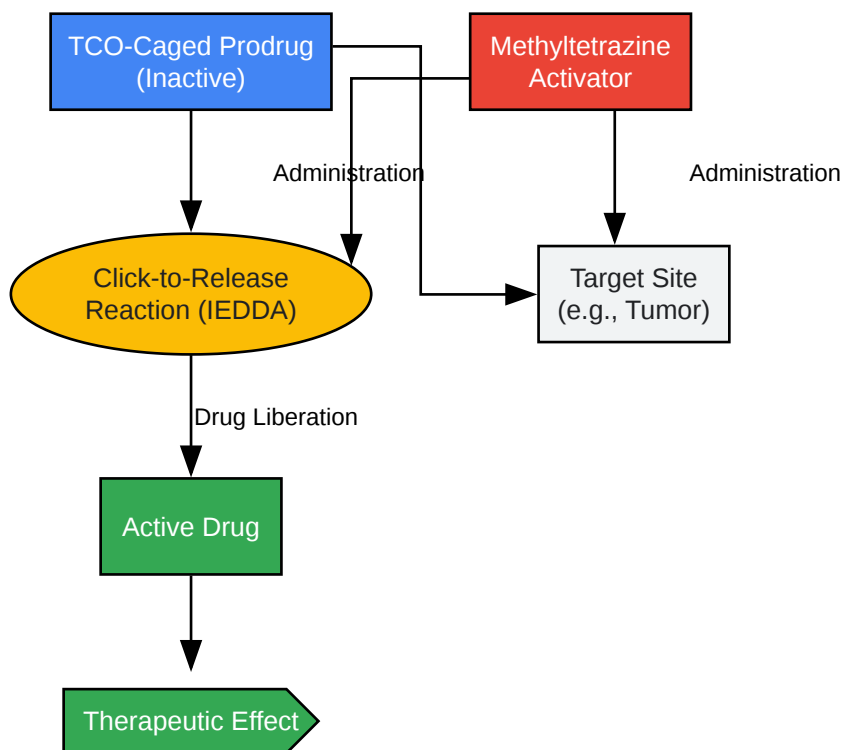 TCO-Caged Prodrug
(Inactive)
Methyltetrazine
Activator
Administration
Administration
Click-to-Release
Reaction (IEDDA)
Target Site
(e.g., Tumor)
Drug Liberation
Active Drug
Therapeutic Effect